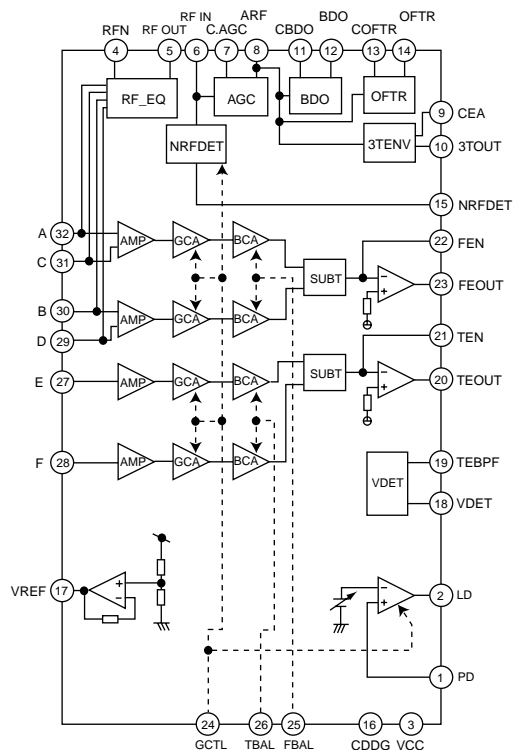 RFN RF OUT RF IN C.AGC ARF CBDO BDO COFTR OFTR
4 5 6 7 8 11 12 13 14
RF_EQ AGC BDO OFTR
NRFDET 3TENV
9 CEA
10 3TOUT
15 NRFDET
A 32 AMP GCA BCA
C 31
22 FEN
SUBT − + 23 FEOUT
B 30 AMP GCA BCA
D 29
21 TEN
E 27 AMP GCA BCA
SUBT − + 20 TEOUT
F 28 AMP GCA BCA
VDET 19 TEBPF
18 VDET
VREF 17 + −
− + 2 LD
1 PD
24 26 25 16 3
GCTL TBAL FBAL CDDG VCC